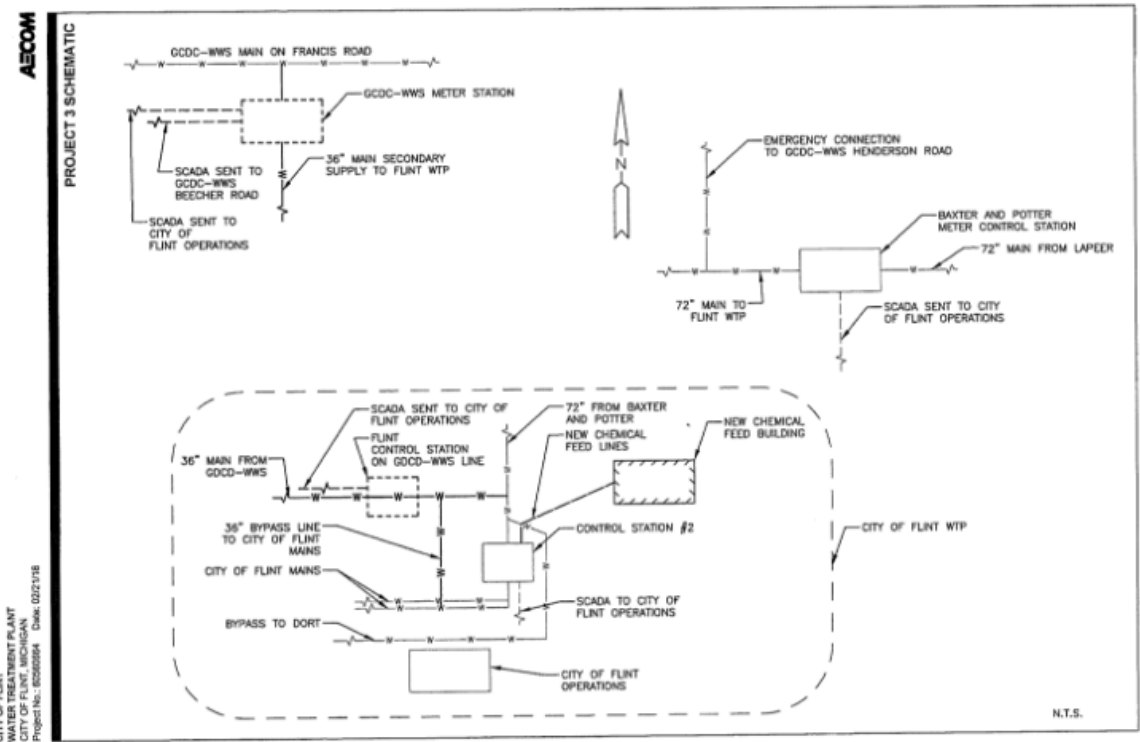 AECOM
PROJECT 3 SCHEMATIC
WATER TREATMENT PLANT
CITY OF FLINT, MICHIGAN
Project No.: 60560864 Date: 02/21/18
GCDC-WWS MAIN ON FRANCIS ROAD
GCDC-WWS METER STATION
36" MAIN SECONDARY
SUPPLY TO FLINT WTP
SCADA SENT TO
GCDC-WWS
BEECHER ROAD
SCADA SENT TO
CITY OF
FLINT OPERATIONS
N
EMERGENCY CONNECTION
TO GCDC-WWS HENDERSON ROAD
BAXTER AND POTTER
METER CONTROL STATION
72" MAIN FROM LAPEER
72" MAIN TO
FLINT WTP
SCADA SENT TO CITY
OF FLINT OPERATIONS
SCADA SENT TO CITY OF
FLINT OPERATIONS
FLINT
CONTROL STATION
ON GDCD-WWS LINE
36" MAIN FROM
GDCD-WWS
72" FROM BAXTER
AND POTTER
NEW CHEMICAL
FEED LINES
NEW CHEMICAL
FEED BUILDING
36" BYPASS LINE
TO CITY OF FLINT
MAINS
CONTROL STATION #2
CITY OF FLINT WTP
CITY OF FLINT MAINS
SCADA TO CITY OF
FLINT OPERATIONS
BYPASS TO DORT
CITY OF FLINT
OPERATIONS
N.T.S.